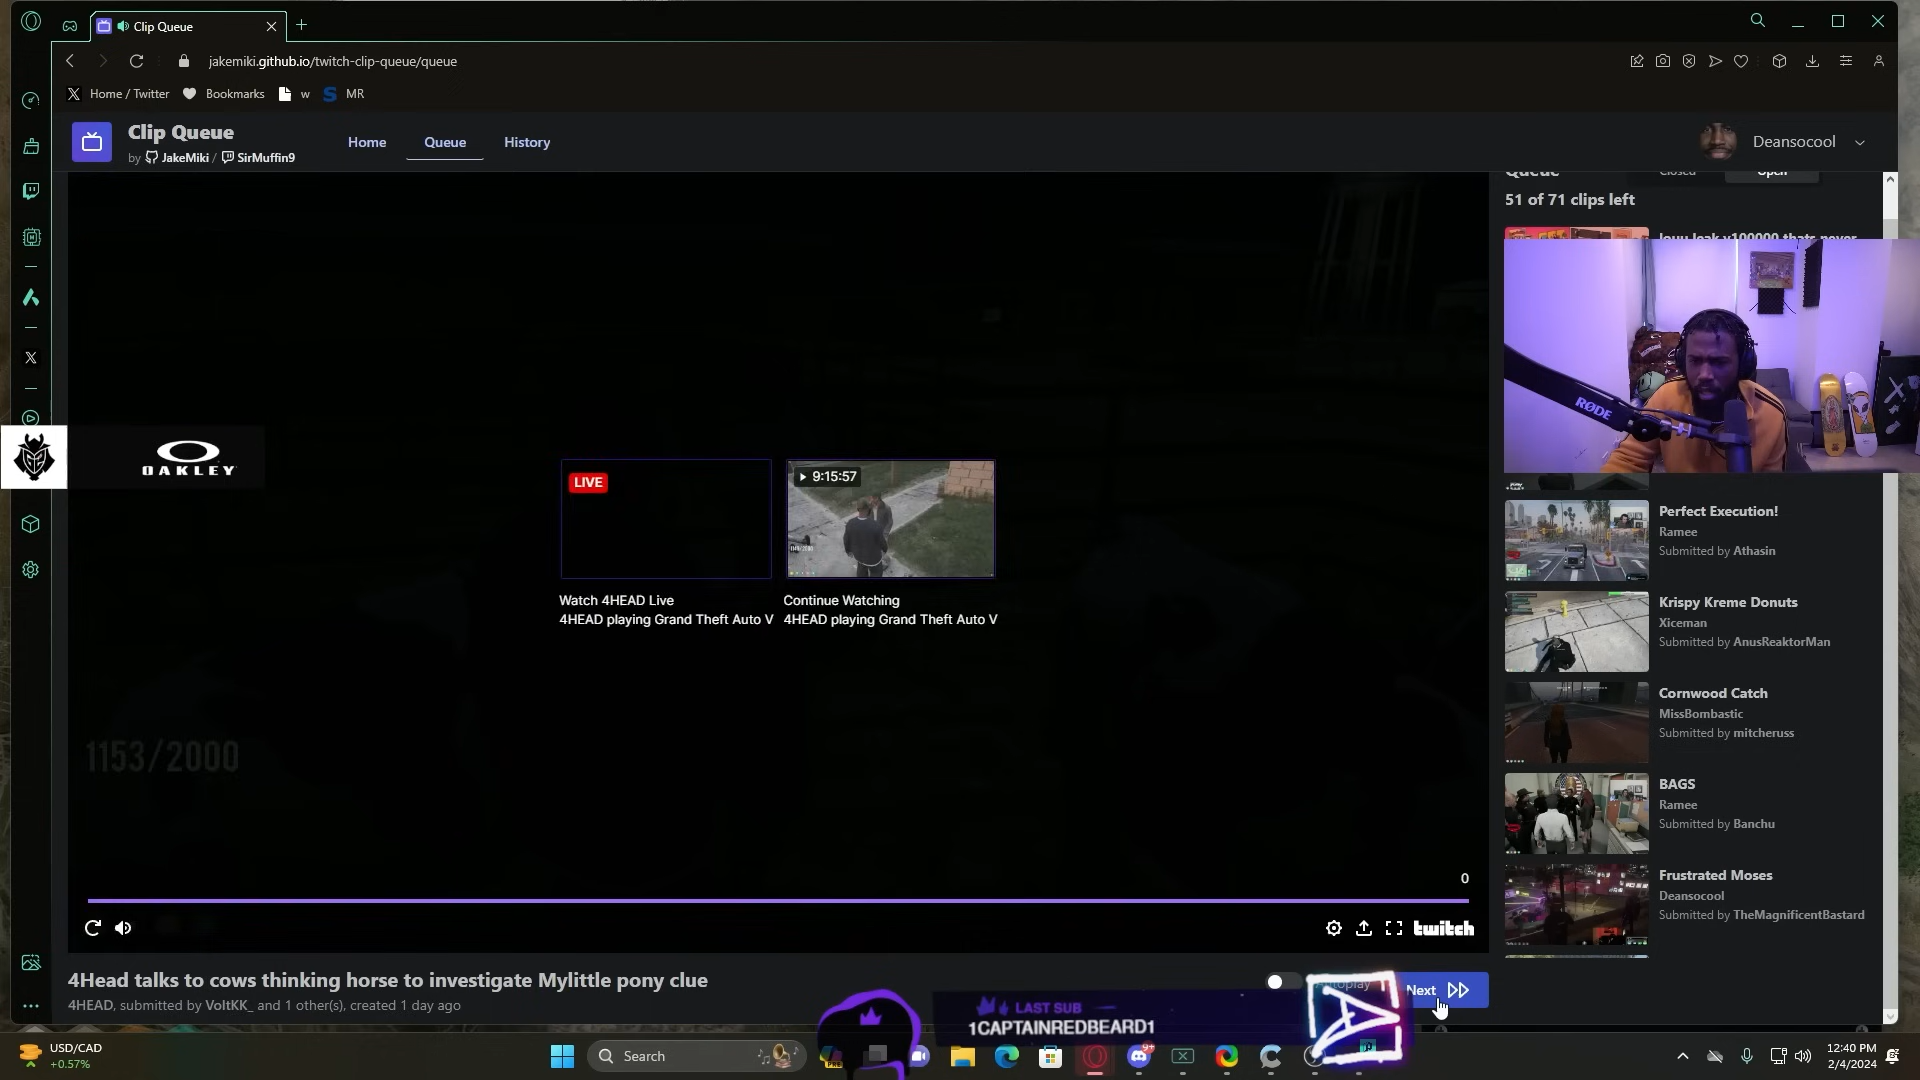 Clip Queue
jakemiki.github.io/twitch-clip-queue/queue
Home / Twitter
Bookmarks
w
MR
Clip Queue
by JakeMiki / SirMuffin9
Home
Queue
History
Deansocool
Queue
Closed
Open
51 of 71 clips left
RØDE
OAKLEY
LIVE
9:15:57
Watch 4HEAD Live
4HEAD playing Grand Theft Auto V
Continue Watching
4HEAD playing Grand Theft Auto V
1153/2000
0
twitch
Perfect Execution!
Ramee
Submitted by Athasin
Krispy Kreme Donuts
Xiceman
Submitted by AnusReaktorMan
Cornwood Catch
MissBombastic
Submitted by mitcheruss
BAGS
Ramee
Submitted by Banchu
Frustrated Moses
Deansocool
Submitted by TheMagnificentBastard
4Head talks to cows thinking horse to investigate Mylittle pony clue
4HEAD, submitted by VoltKK_ and 1 other(s), created 1 day ago
Autoplay
Next
LAST SUB
1CAPTAINREDBEARD1
USD/CAD
+0.57%
Search
9+
12:40 PM
2/4/2024